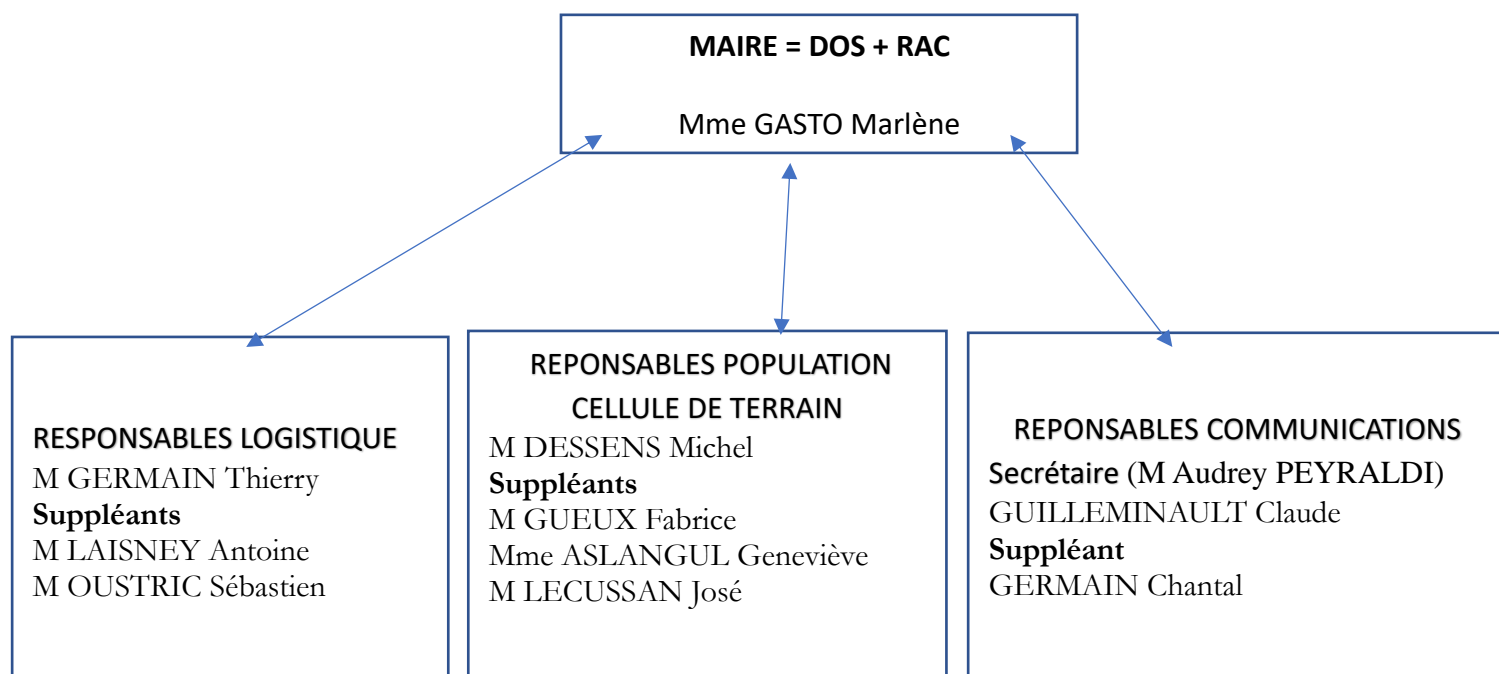 MAIRE = DOS + RAC
Mme GASTO Marlène
RESPONSABLES LOGISTIQUE
M GERMAIN Thierry
Suppléants
M LAISNEY Antoine
M OUSTRIC Sébastien
REPONSABLES POPULATION
CELLULE DE TERRAIN
M DESSENS Michel
Suppléants
M GUEUX Fabrice
Mme ASLANGUL Geneviève
M LECUSSAN José
REPONSABLES COMMUNICATIONS
Secrétaire (M Audrey PEYRALDI)
GUILLEMINAULT Claude
Suppléant
GERMAIN Chantal